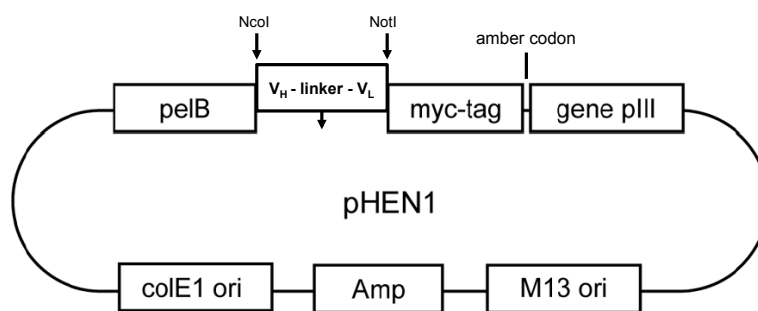 NcoI
NotI
amber codon
pelB
VH - linker - VL
myc-tag
gene pIII
pHEN1
colE1 ori
Amp
M13 ori